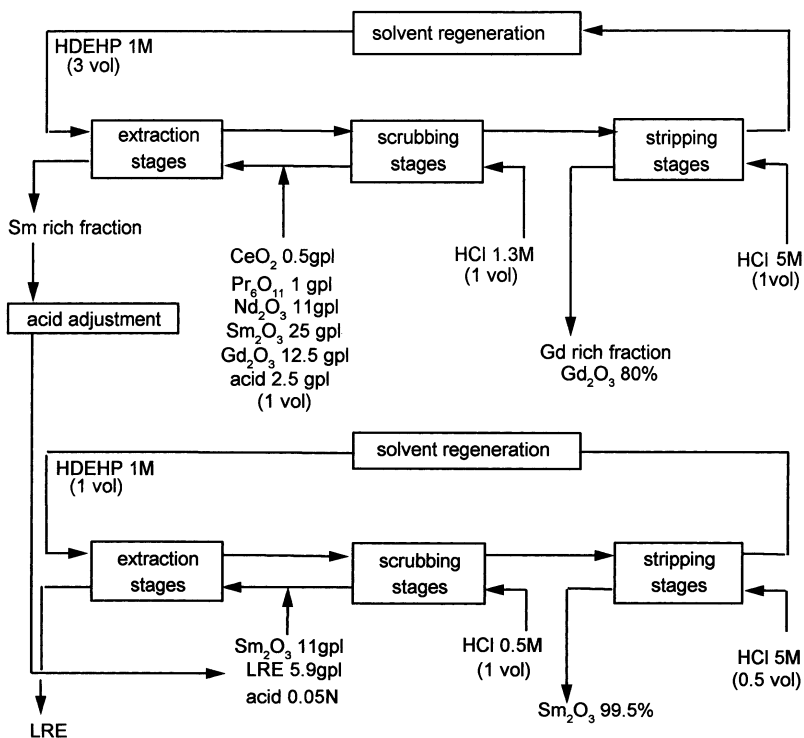 solvent regeneration
HDEHP 1M
(3 vol)
extraction
stages
scrubbing
stages
stripping
stages
Sm rich fraction
acid adjustment
CeO₂ 0.5gpl
Pr₆O₁₁ 1 gpl
Nd₂O₃ 11gpl
Sm₂O₃ 25 gpl
Gd₂O₃ 12.5 gpl
acid 2.5 gpl
(1 vol)
HCl 1.3M
(1 vol)
HCl 5M
(1vol)
Gd rich fraction
Gd₂O₃ 80%
solvent regeneration
HDEHP 1M
(1 vol)
extraction
stages
scrubbing
stages
stripping
stages
Sm₂O₃ 11gpl
LRE 5.9gpl
acid 0.05N
HCl 0.5M
(1 vol)
HCl 5M
(0.5 vol)
Sm₂O₃ 99.5%
LRE